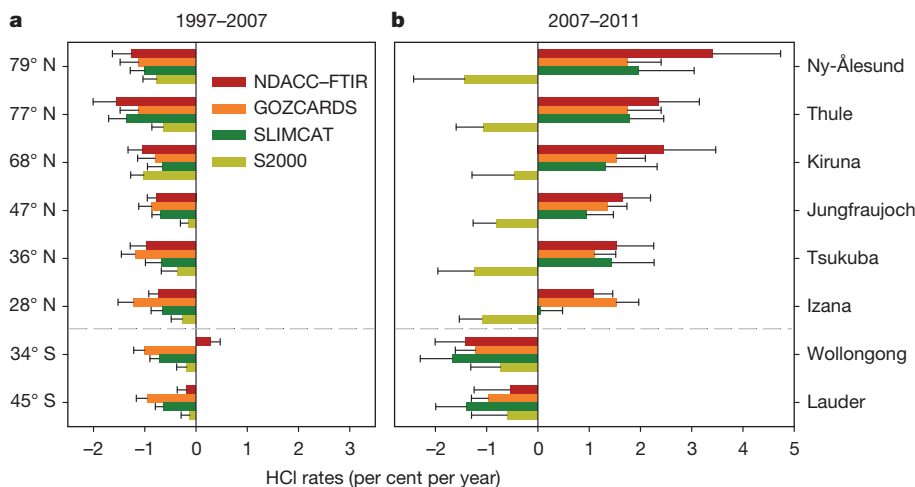 a 1997–2007
b 2007–2011
79° N
77° N
68° N
47° N
36° N
28° N
34° S
45° S
NDACC–FTIR
GOZCARDS
SLIMCAT
S2000
Ny-Ålesund
Thule
Kiruna
Jungfraujoch
Tsukuba
Izana
Wollongong
Lauder
–2 –1 0 1 2 3
–2 –1 0 1 2 3 4 5
HCl rates (per cent per year)